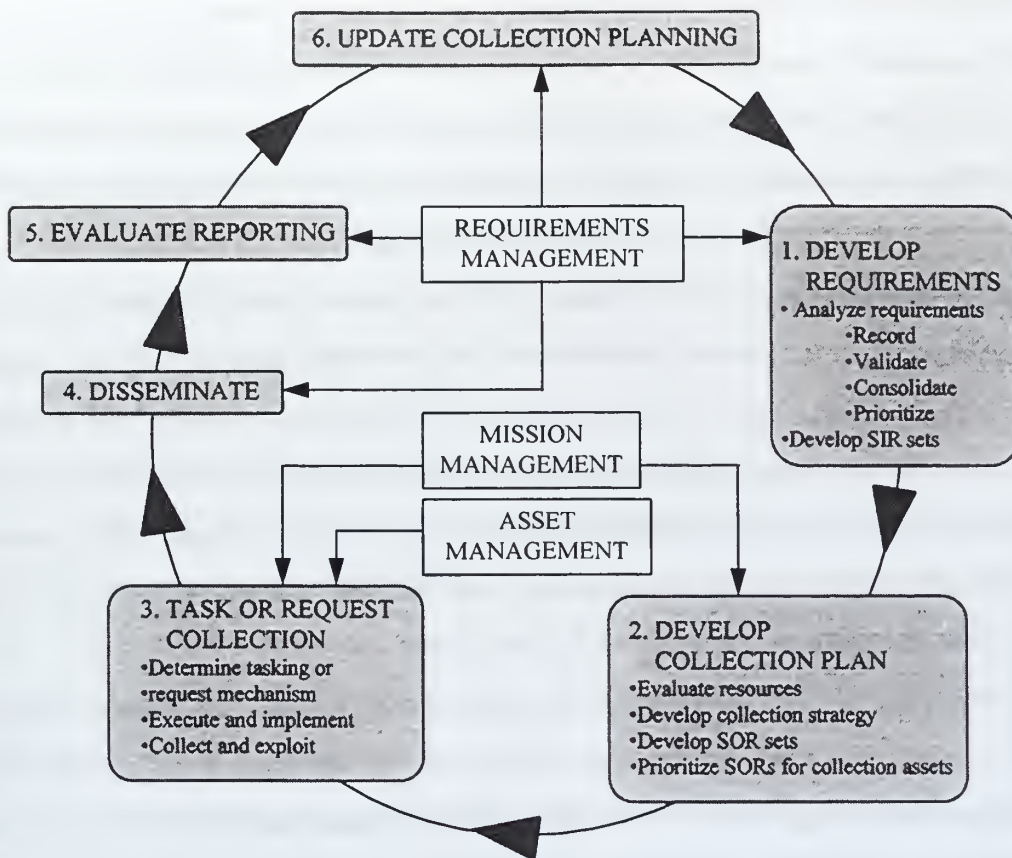 6. UPDATE COLLECTION PLANNING
5. EVALUATE REPORTING
REQUIREMENTS
MANAGEMENT
1. DEVELOP
REQUIREMENTS
• Analyze requirements
•Record
•Validate
•Consolidate
•Prioritize
•Develop SIR sets
4. DISSEMINATE
MISSION
MANAGEMENT
ASSET
MANAGEMENT
3. TASK OR REQUEST
COLLECTION
•Determine tasking or
•request mechanism
•Execute and implement
•Collect and exploit
2. DEVELOP
COLLECTION PLAN
•Evaluate resources
•Develop collection strategy
•Develop SOR sets
•Prioritize SORs for collection assets